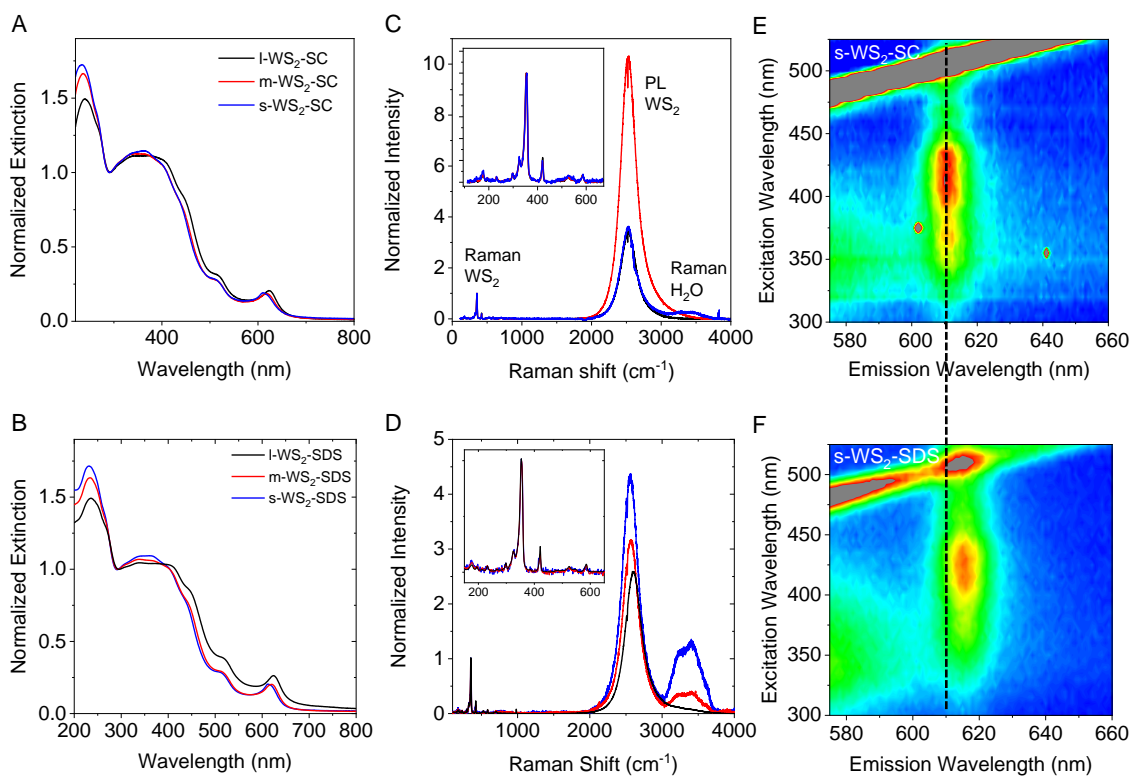 A
Normalized Extinction
1.5
1.0
0.5
0.0
l-WS₂-SC
m-WS₂-SC
s-WS₂-SC
400 600 800
Wavelength (nm)
C
Normalized Intensity
10
8
6
4
2
0
200 400 600
PL
WS₂
Raman
WS₂
Raman
H₂O
0 1000 2000 3000 4000
Raman shift (cm⁻¹)
E
Excitation Wavelength (nm)
500
450
400
350
300
s-WS₂-SC
580 600 620 640 660
Emission Wavelength (nm)
B
Normalized Extinction
1.5
1.0
0.5
0.0
l-WS₂-SDS
m-WS₂-SDS
s-WS₂-SDS
200 300 400 500 600 700 800
Wavelength (nm)
D
Normalized Intensity
5
4
3
2
1
0
200 400 600
1000 2000 3000 4000
Raman Shift (cm⁻¹)
F
Excitation Wavelength (nm)
500
450
400
350
300
s-WS₂-SDS
580 600 620 640 660
Emission Wavelength (nm)